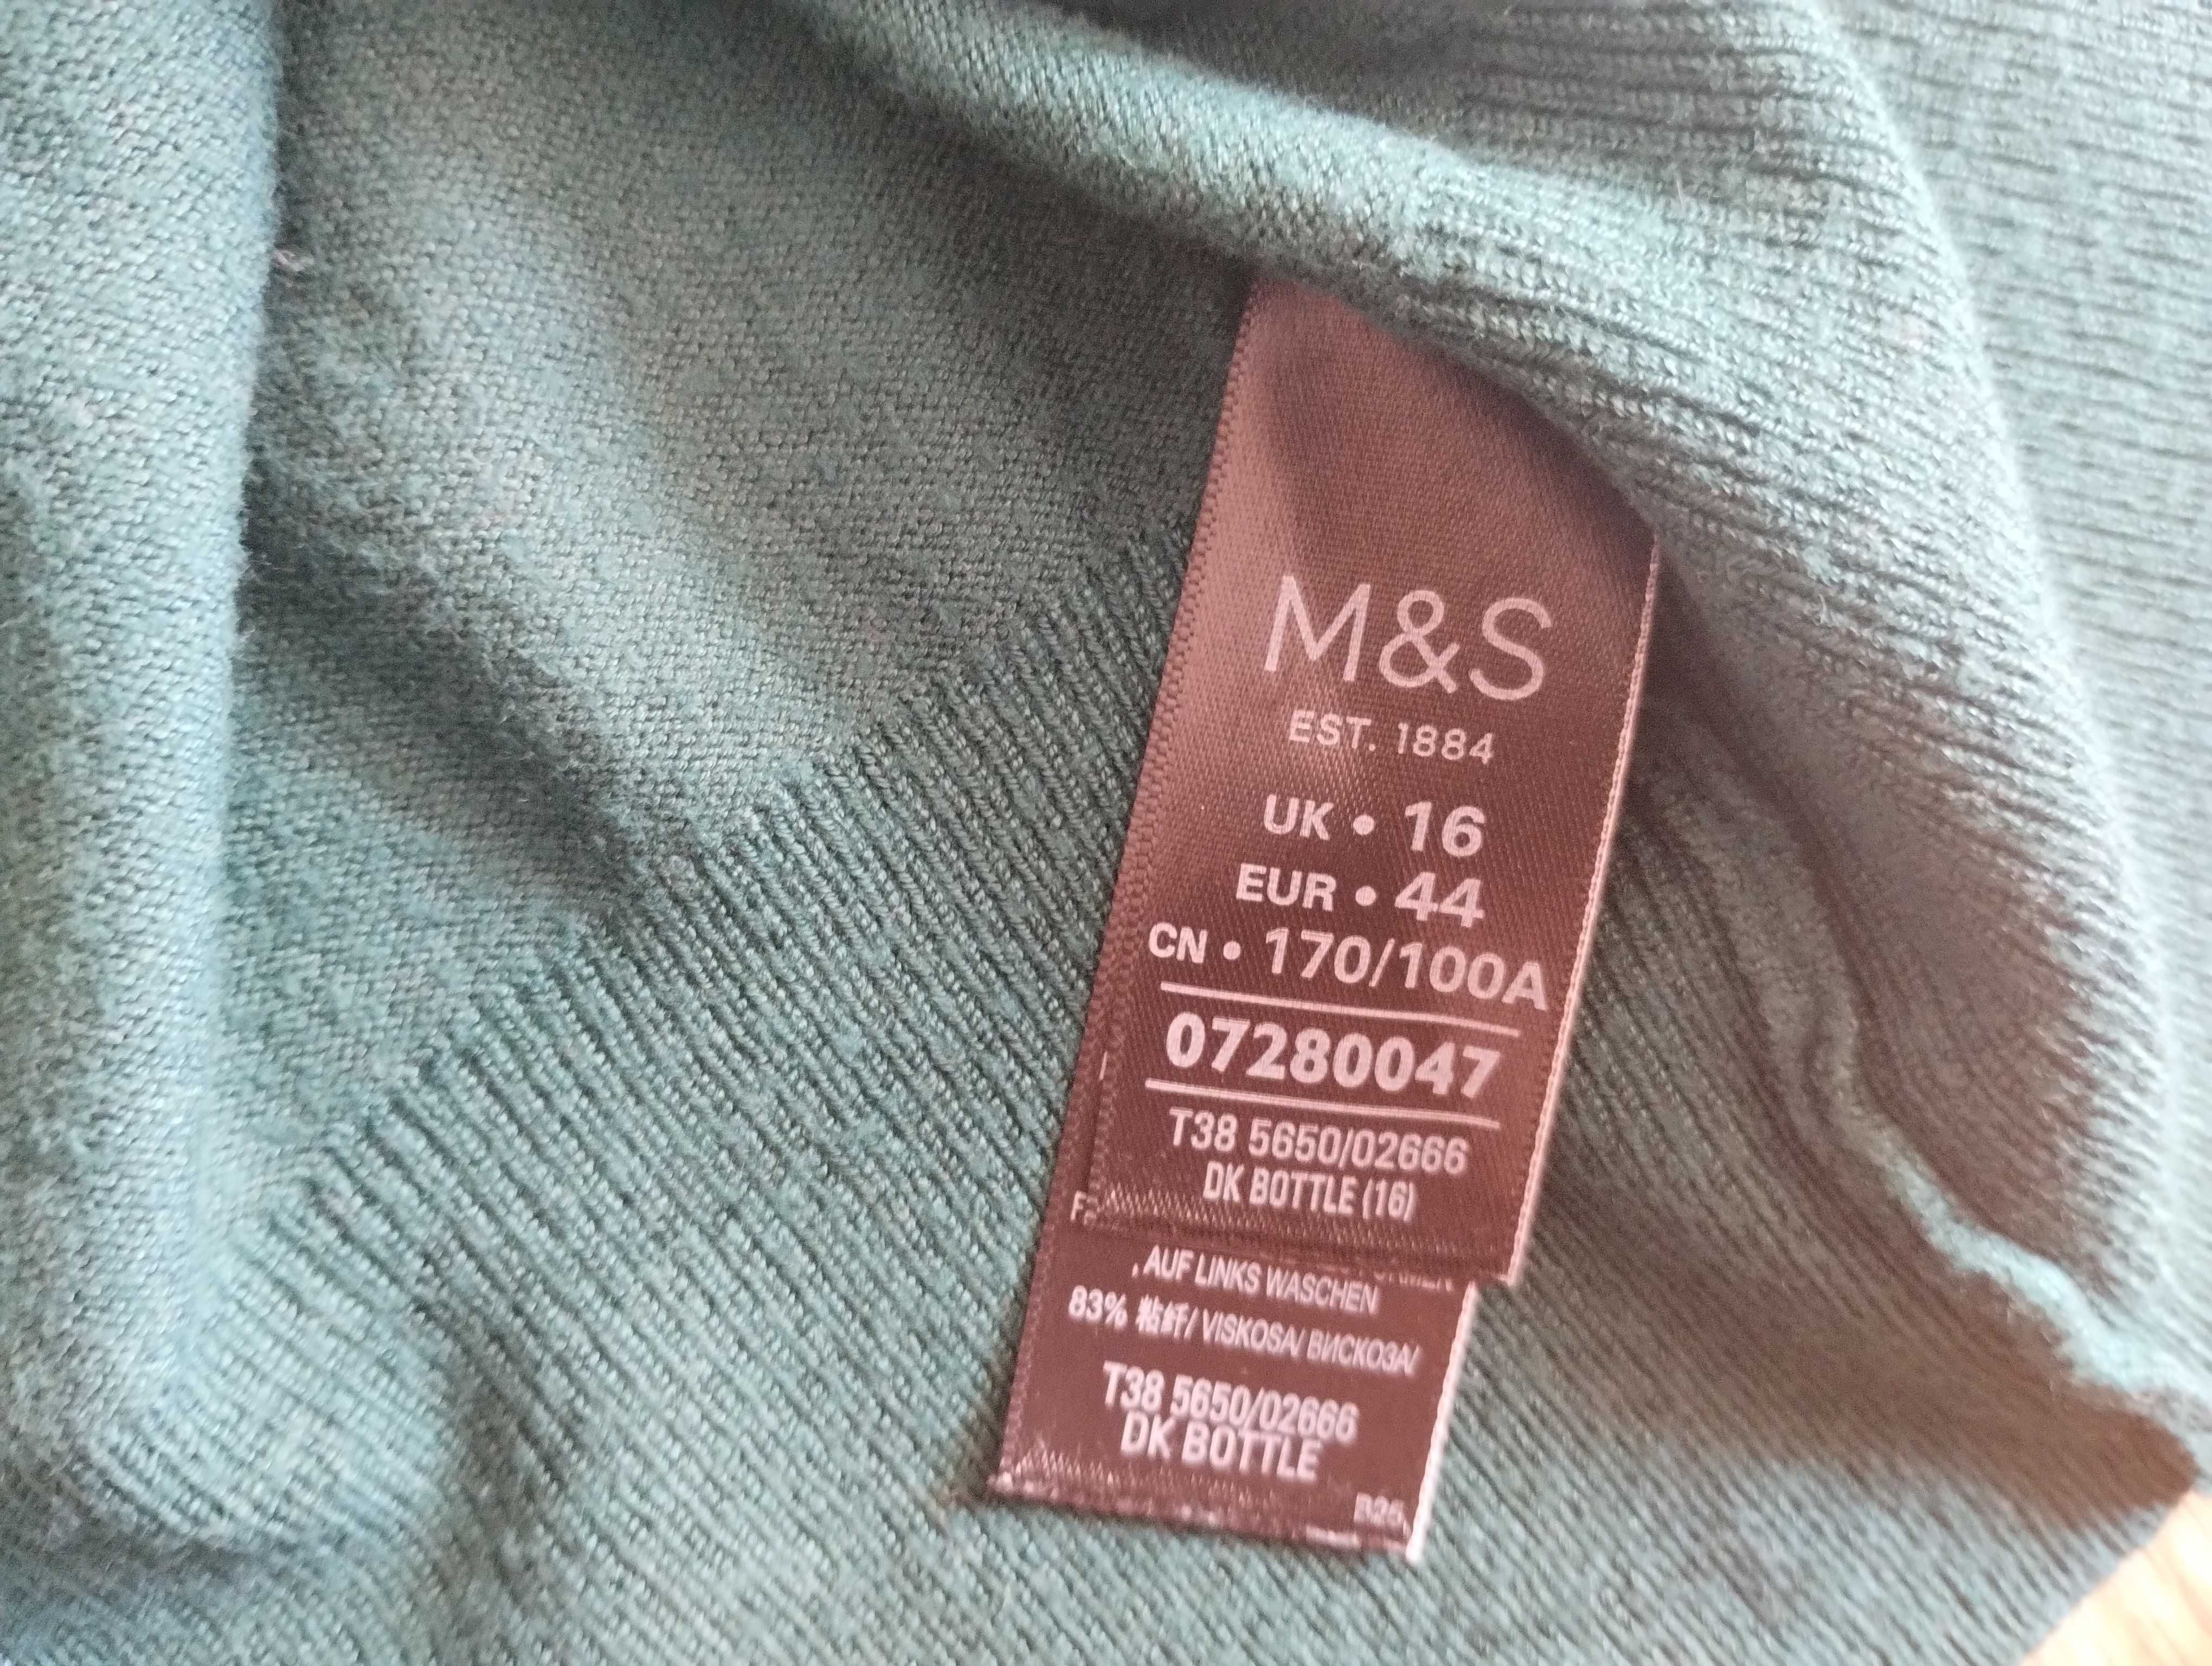 M&S
EST. 1884
UK • 16
EUR • 44
CN • 170/100A
07280047
T38 5650/02666
DK BOTTLE (16)
, AUF LINKS WASCHEN
83% 粘纤/ VISKOSA/ ВИСКОЗА/
T38 5650/02666
DK BOTTLE
B25